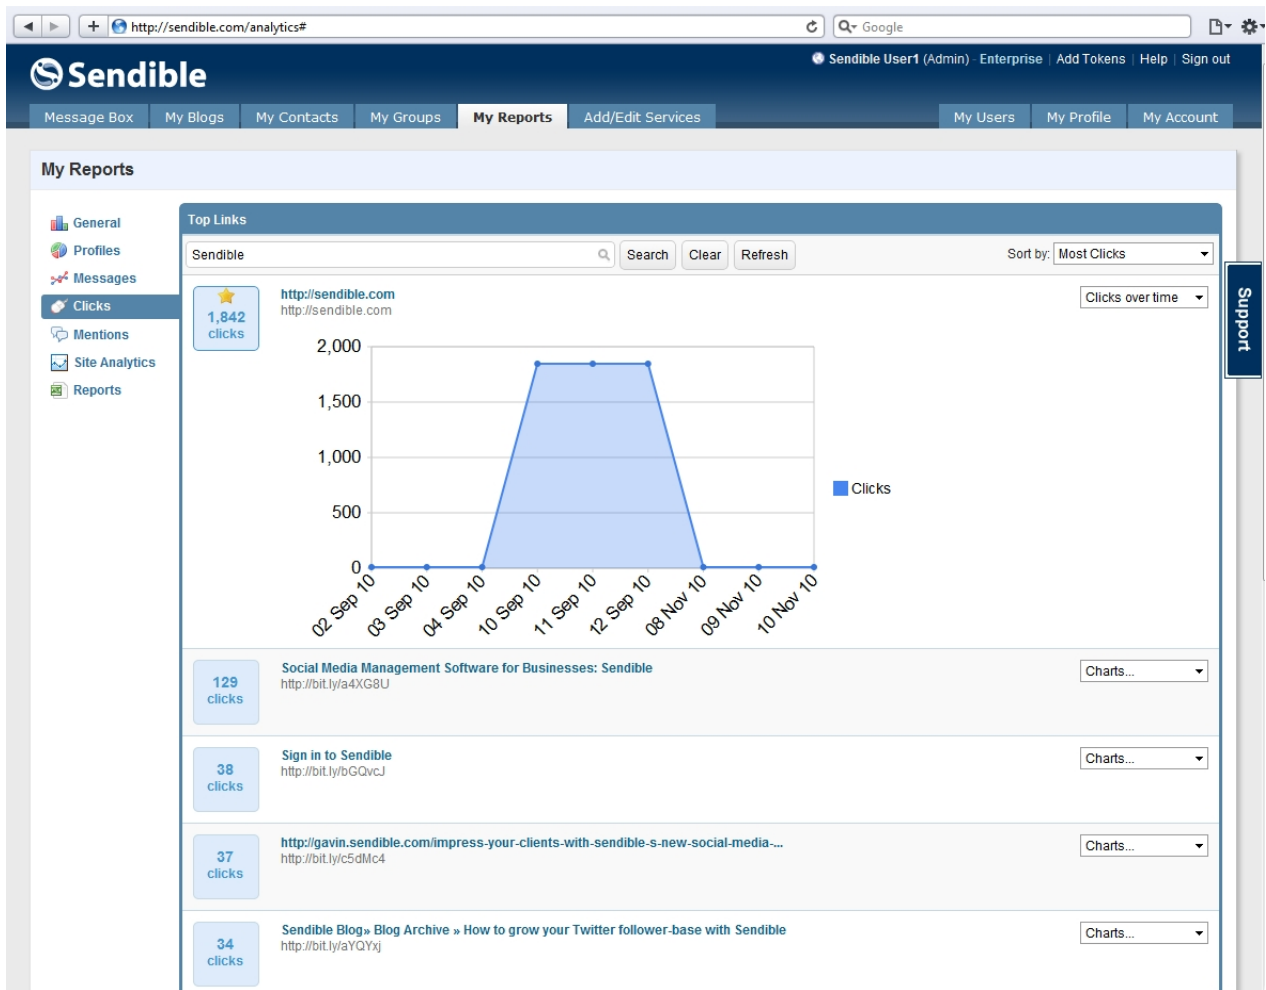 http://sendible.com/analytics#
Google
Sendible
Sendible User1 (Admin) - Enterprise | Add Tokens | Help | Sign out
Message Box
My Blogs
My Contacts
My Groups
My Reports
Add/Edit Services
My Users
My Profile
My Account
My Reports
General
Profiles
Messages
Clicks
Mentions
Site Analytics
Reports
Top Links
Sendible
Search
Clear
Refresh
Sort by: Most Clicks
Support
1,842
clicks
http://sendible.com
http://sendible.com
Clicks over time
2,000
1,500
1,000
500
0
02 Sep 10
03 Sep 10
04 Sep 10
10 Sep 10
11 Sep 10
12 Sep 10
08 Nov 10
09 Nov 10
10 Nov 10
Clicks
129
clicks
Social Media Management Software for Businesses: Sendible
http://bit.ly/a4XG8U
Charts...
38
clicks
Sign in to Sendible
http://bit.ly/bGQvcJ
Charts...
37
clicks
http://gavin.sendible.com/impress-your-clients-with-sendible-s-new-social-media-...
http://bit.ly/c5dMc4
Charts...
34
clicks
Sendible Blog» Blog Archive » How to grow your Twitter follower-base with Sendible
http://bit.ly/aYQYxj
Charts...